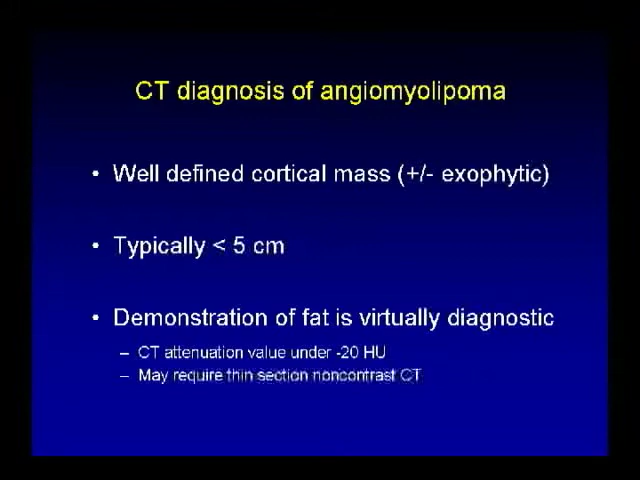 CT diagnosis of angiomyolipoma
• Well defined cortical mass (+/- exophytic)
• Typically < 5 cm
• Demonstration of fat is virtually diagnostic
– CT attenuation value under -20 HU
– May require thin section noncontrast CT